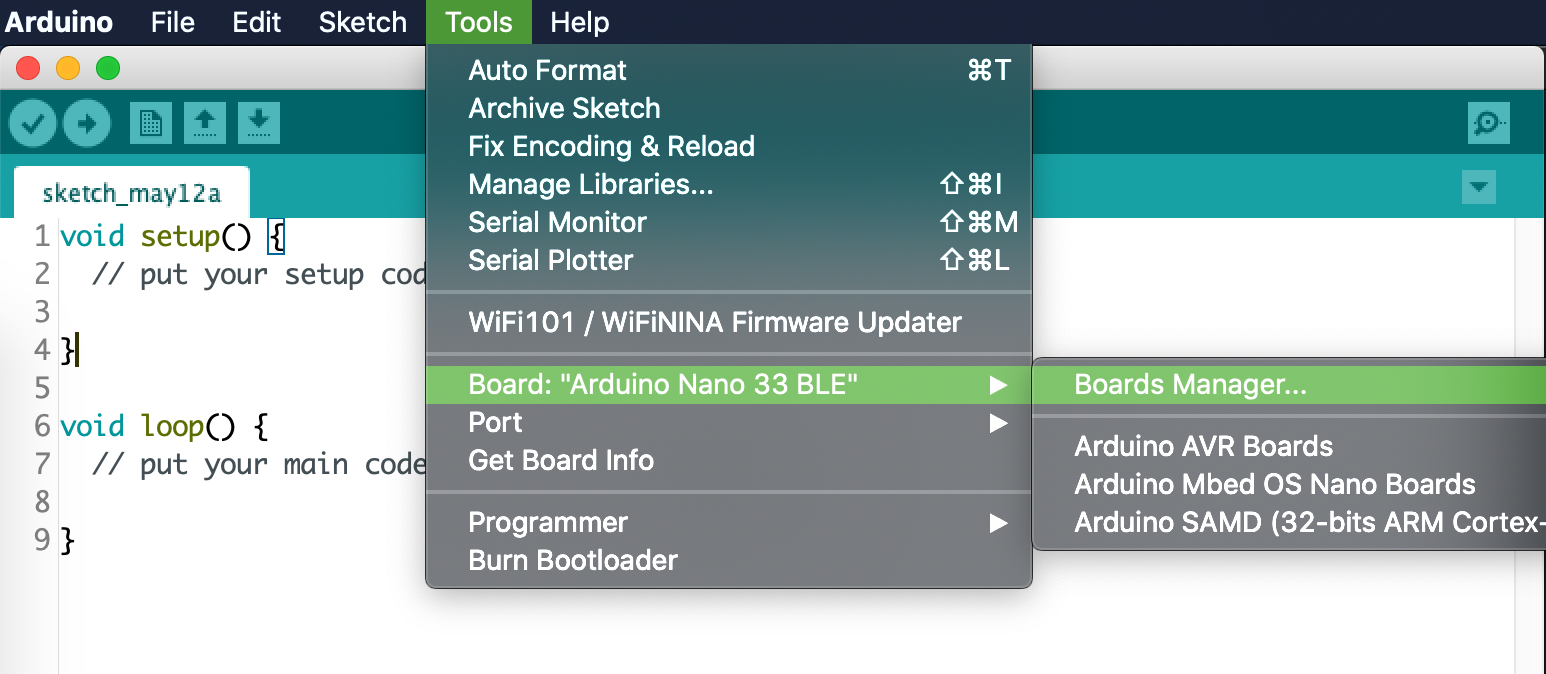 Arduino File Edit Sketch Tools Help
Auto Format ⌘T
Archive Sketch
Fix Encoding & Reload
Manage Libraries... ⇧⌘I
Serial Monitor ⇧⌘M
Serial Plotter ⇧⌘L
WiFi101 / WiFiNINA Firmware Updater
Board: "Arduino Nano 33 BLE"
Port
Get Board Info
Programmer
Burn Bootloader
Boards Manager...
Arduino AVR Boards
Arduino Mbed OS Nano Boards
Arduino SAMD (32-bits ARM Cortex-
sketch_may12a
1 void setup() {
2 // put your setup cod
3
4 }
5
6 void loop() {
7 // put your main code
8
9 }